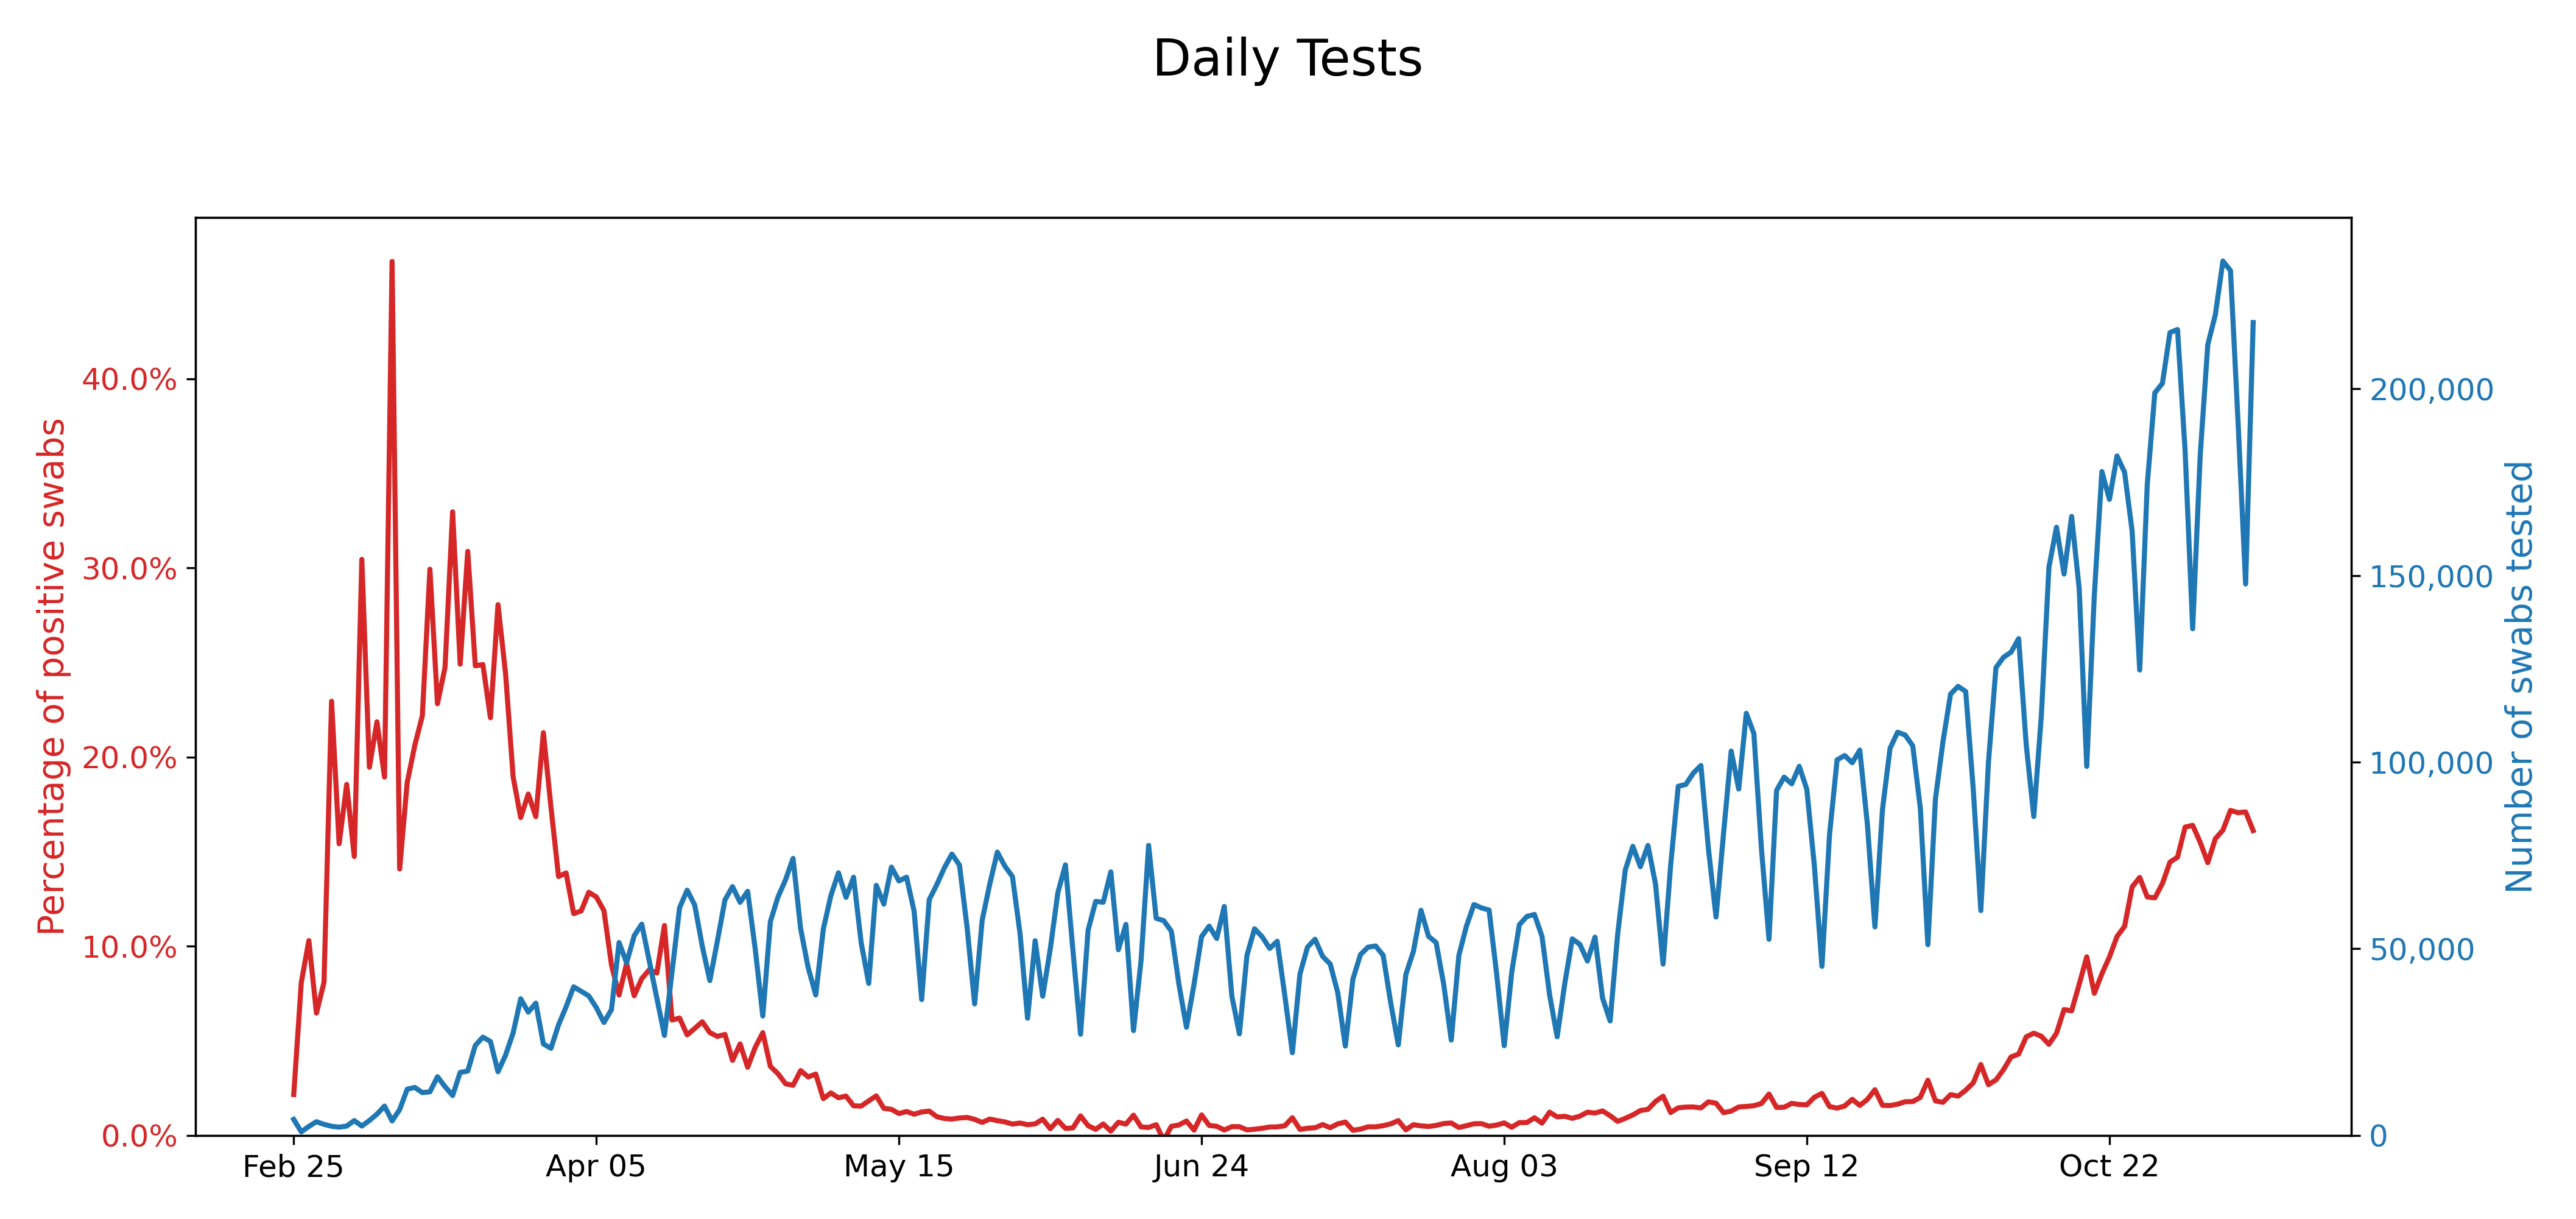 Daily Tests
Percentage of positive swabs
40.0%
30.0%
20.0%
10.0%
0.0%
200,000
150,000
100,000
50,000
0
Number of swabs tested
Feb 25 Apr 05 May 15 Jun 24 Aug 03 Sep 12 Oct 22